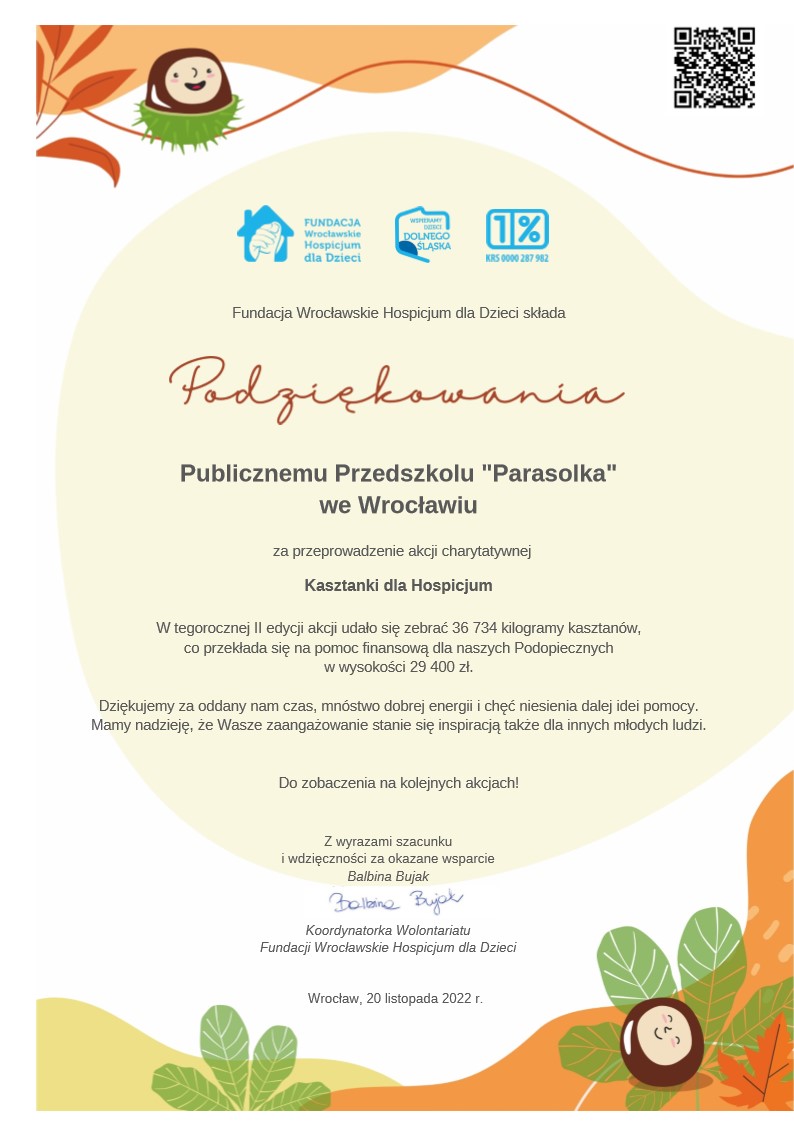 FUNDACJA
Wrocławskie
Hospicjum
dla Dzieci
WSPIERAMY
DZIECI
DOLNEGO
ŚLĄSKA
1%
KRS 0000 287 982
Fundacja Wrocławskie Hospicjum dla Dzieci składa
Podziękowania
Publicznemu Przedszkolu "Parasolka"
we Wrocławiu
za przeprowadzenie akcji charytatywnej
Kasztanki dla Hospicjum
W tegorocznej II edycji akcji udało się zebrać 36 734 kilogramy kasztanów,
co przekłada się na pomoc finansową dla naszych Podopiecznych
w wysokości 29 400 zł.
Dziękujemy za oddany nam czas, mnóstwo dobrej energii i chęć niesienia dalej idei pomocy.
Mamy nadzieję, że Wasze zaangażowanie stanie się inspiracją także dla innych młodych ludzi.
Do zobaczenia na kolejnych akcjach!
Z wyrazami szacunku
i wdzięczności za okazane wsparcie
Balbina Bujak
Balbina Bujak
Koordynatorka Wolontariatu
Fundacji Wrocławskie Hospicjum dla Dzieci
Wrocław, 20 listopada 2022 r.